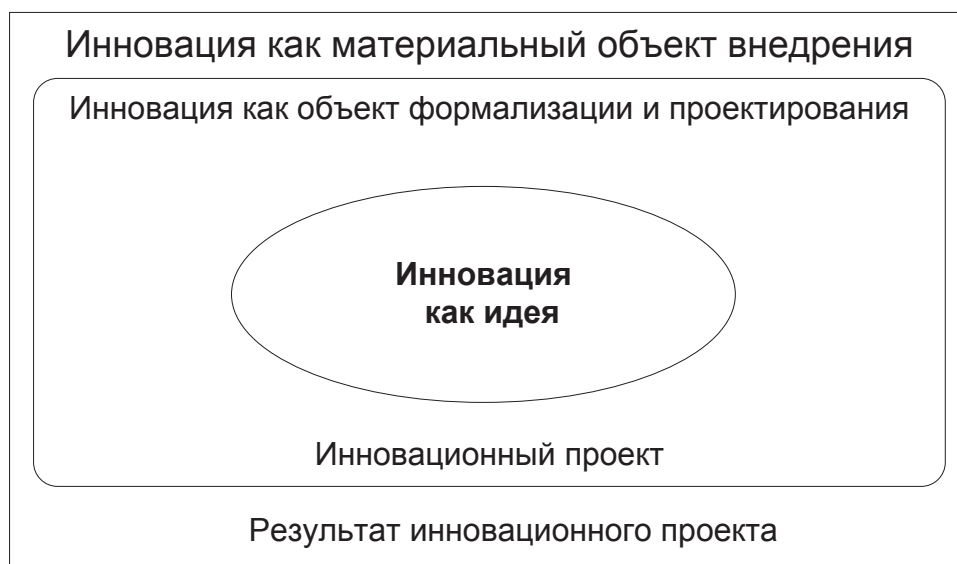 Инновация как материальный объект внедрения
Инновация как объект формализации и проектирования
Инновация
как идея
Инновационный проект
Результат инновационного проекта